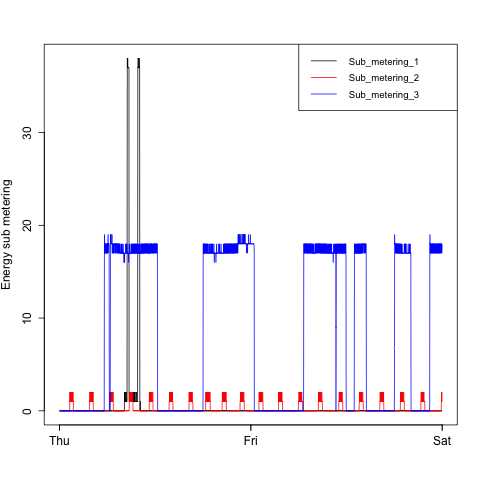 Sub_metering_1
Sub_metering_2
Sub_metering_3
Energy sub metering
30
20
10
0
Thu
Fri
Sat